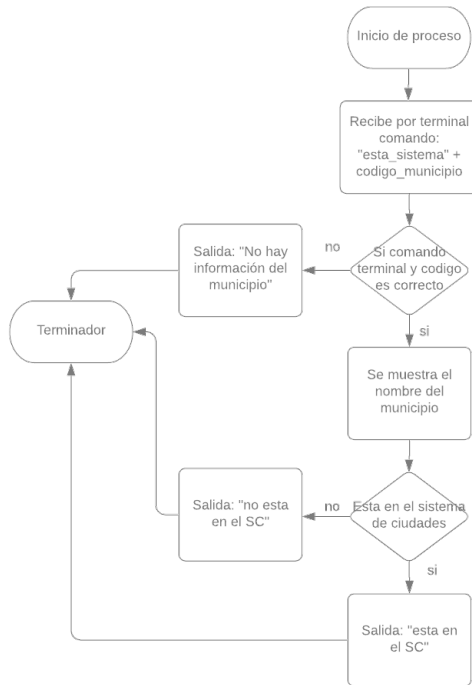 Inicio de proceso
Recibe por terminal
comando:
"esta_sistema" +
codigo_municipio
Si comando
terminal y codigo
es correcto
no
Salida: "No hay
información del
municipio"
Terminador
si
Se muestra el
nombre del
municipio
Esta en el sistema
de ciudades
no
Salida: "no esta
en el SC"
si
Salida: "esta en
el SC"